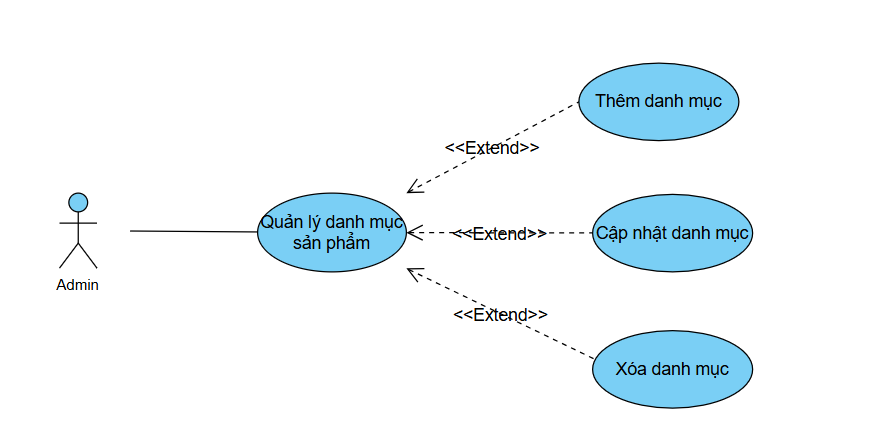 Thêm danh mục
<<Extend>>
Quản lý danh mục
sản phẩm
<<Extend>>
Cập nhật danh mục
Admin
<<Extend>>
Xóa danh mục